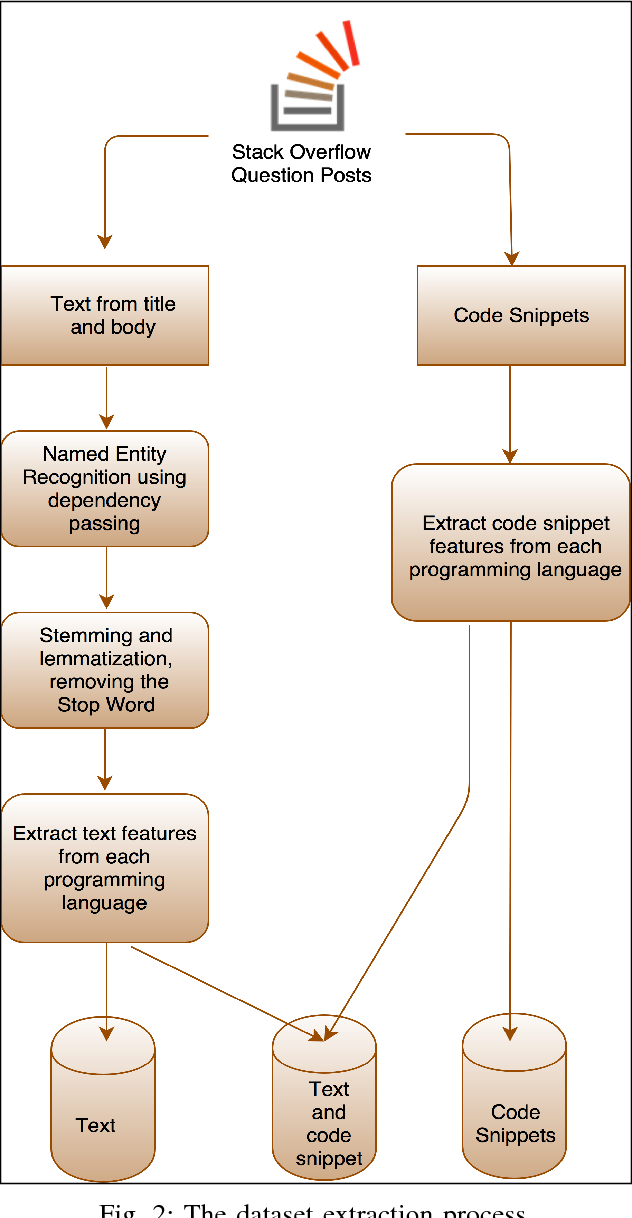 Stack Overflow
Question Posts
Text from title
and body
Code Snippets
Named Entity
Recognition using
dependency
passing
Extract code snippet
features from each
programming language
Stemming and
lemmatization,
removing the
Stop Word
Extract text features
from each
programming
language
Text
Text
and
code
snippet
Code
Snippets
Fig. 2: The dataset extraction process